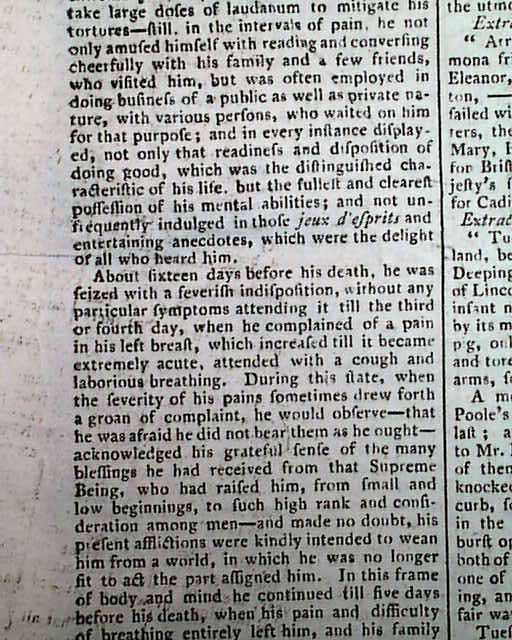 take large doſes of laudanum to mitigate his
tortures—ſtill, in the intervals of pain, he not
only amuſed himſelf with reading and converſing
cheerfully with his family and a few friends,
who viſited him, but was often employed in
doing buſineſs of a public as well as private na-
ture, with various perſons, who waited on him
for that purpoſe; and in every inſtance diſplay-
ed, not only that readineſs and diſpoſition of
doing good, which was the diſtinguiſhed cha-
racteriſtic of his life, but the fulleſt and cleareſt
poſſeſſion of his mental abilities; and not un-
frequently indulged in thoſe jeux d'eſprits and
entertaining anecdotes, which were the delight
of all who heard him.
About ſixteen days before his death, he was
ſeized with a feveriſh indiſpoſition, without any
particular ſymptoms attending it till the third
or fourth day, when he complained of a pain
in his left breaſt, which increaſed till it became
extremely acute, attended with a cough and
laborious breathing. During this ſtate, when
the ſeverity of his pains ſometimes drew forth
a groan of complaint, he would obſerve—that
he was afraid he did not bear them as he ought—
acknowledged his grateful ſenſe of the many
bleſſings he had received from that Supreme
Being, who had raiſed him, from ſmall and
low beginnings, to ſuch high rank and conſi-
deration among men—and made no doubt, his
preſent afflictions were kindly intended to wean
him from a world, in which he was no longer
fit to act the part aſſigned him. In this frame
of body and mind he continued till five days
before his death, when his pain and difficulty
of breathing entirely left him, and his family
the utmo
Extra
" Arr
mona fri
Eleanor,
ton, —
ſailed wi
ters, the
Mary, 
for Briſt
jeſty's ſ
for Cadi
Extrac
" Tu
land, be
Deeping
of Linco
infant n
by its m
pig, ou
and tore
arms, ſo
A mo
Poole's
laſt; a
to Mr.
of them
knocked
curb, ſo
in the
burſt op
both of
one of
ing, an
fair wa
Tueſ